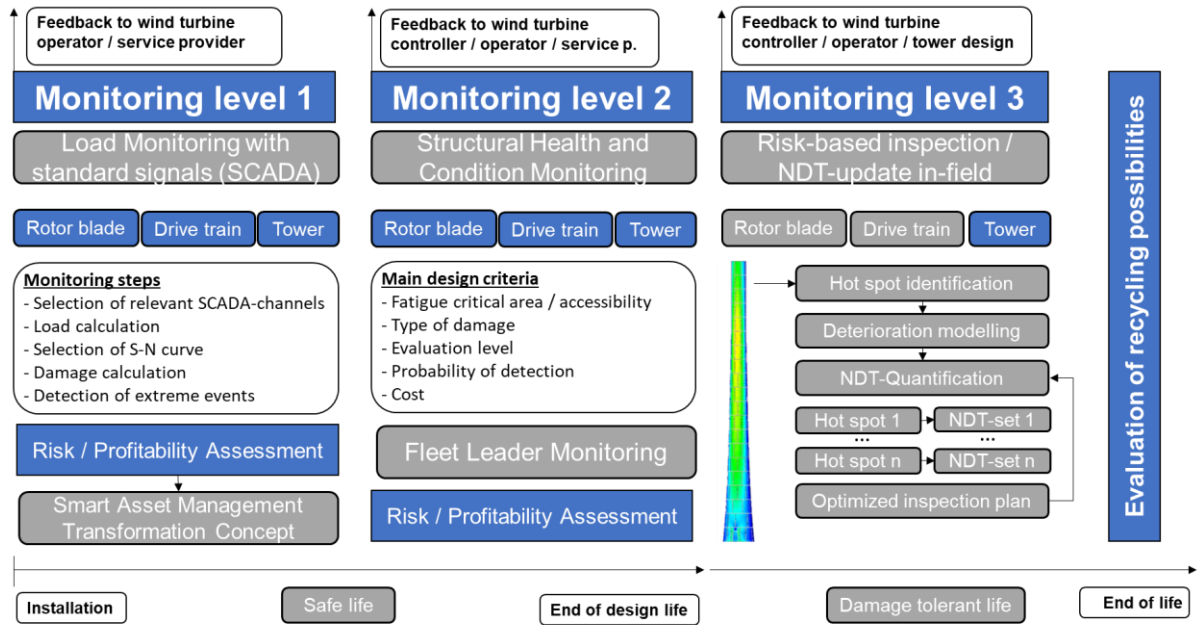 Feedback to wind turbine
operator / service provider
Monitoring level 1
Load Monitoring with
standard signals (SCADA)
Rotor blade
Drive train
Tower
Monitoring steps
- Selection of relevant SCADA-channels
- Load calculation
- Selection of S-N curve
- Damage calculation
- Detection of extreme events
Risk / Profitability Assessment
Smart Asset Management
Transformation Concept
Feedback to wind turbine
controller / operator / service p.
Monitoring level 2
Structural Health and
Condition Monitoring
Rotor blade
Drive train
Tower
Main design criteria
- Fatigue critical area / accessibility
- Type of damage
- Evaluation level
- Probability of detection
- Cost
Fleet Leader Monitoring
Risk / Profitability Assessment
Feedback to wind turbine
controller / operator / tower design
Monitoring level 3
Risk-based inspection /
NDT-update in-field
Rotor blade
Drive train
Tower
Hot spot identification
Deterioration modelling
NDT-Quantification
Hot spot 1
NDT-set 1
...
...
Hot spot n
NDT-set n
Optimized inspection plan
Evaluation of recycling possibilities
Installation
Safe life
End of design life
Damage tolerant life
End of life